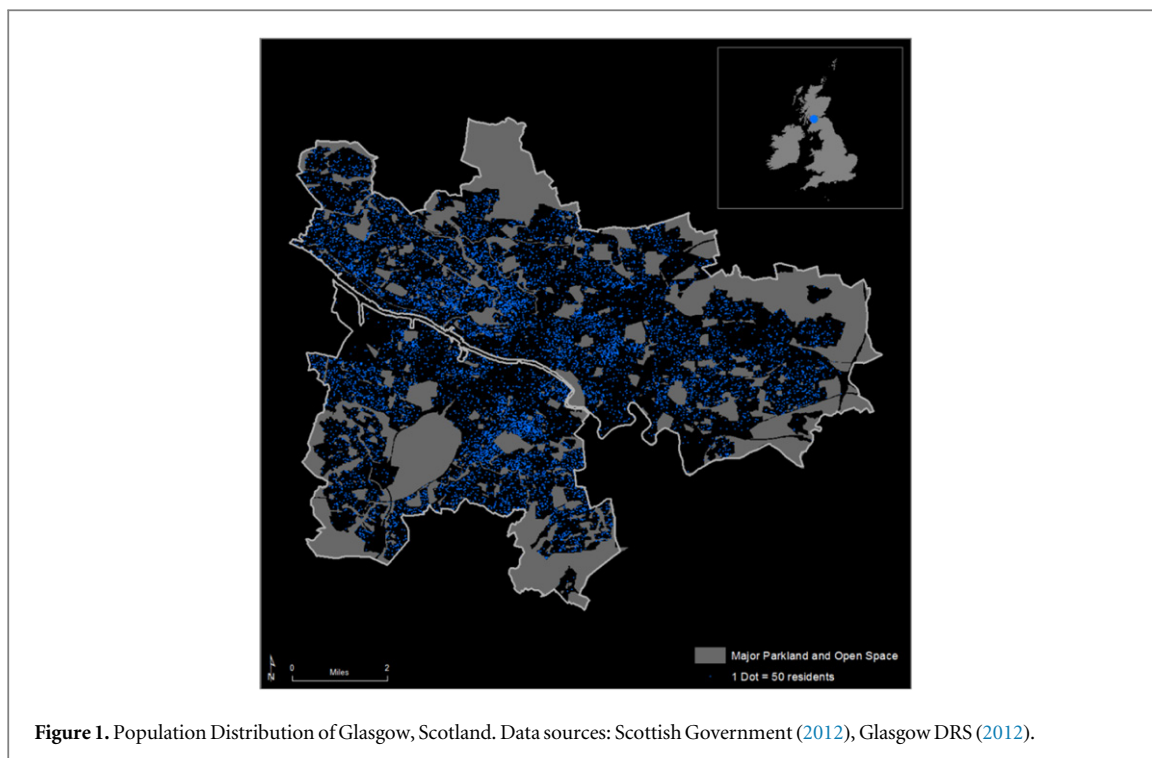 0 2
Miles
N
Major Parkland and Open Space
1 Dot = 50 residents
Figure 1. Population Distribution of Glasgow, Scotland. Data sources: Scottish Government (2012), Glasgow DRS (2012).